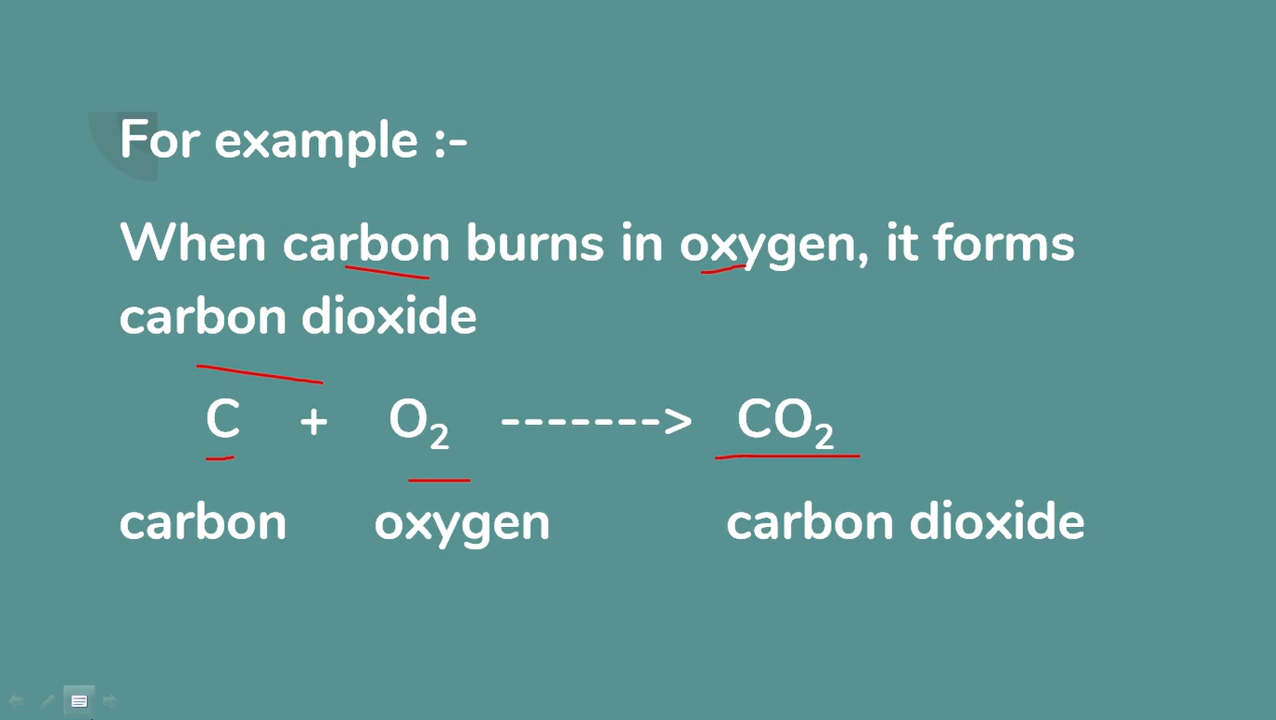 For example :-
When carbon burns in oxygen, it forms
carbon dioxide
C + O₂ -------> CO₂
carbon oxygen carbon dioxide